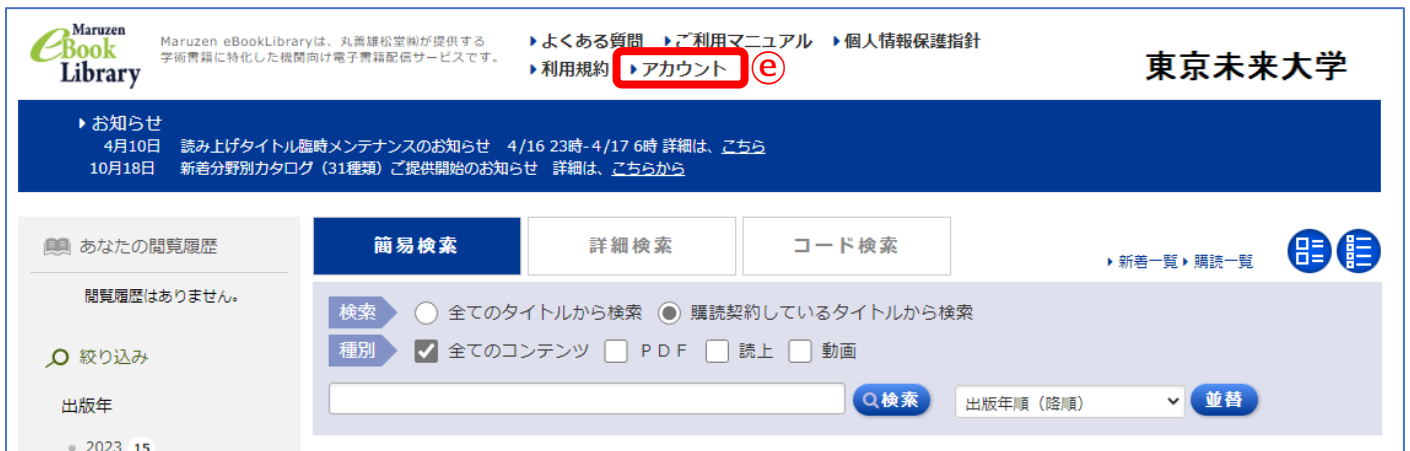 Maruzen
eBook
Library
Maruzen eBookLibraryは、丸善雄松堂㈱が提供する
学術書籍に特化した機関向け電子書籍配信サービスです。
よくある質問 ご利用マニュアル 個人情報保護指針
利用規約 アカウント ⓔ
東京未来大学
お知らせ
4月10日 読み上げタイトル臨時メンテナンスのお知らせ 4/16 23時-4/17 6時 詳細は、こちら
10月18日 新着分野別カタログ（31種類）ご提供開始のお知らせ 詳細は、こちらから
あなたの閲覧履歴
閲覧履歴はありません。
絞り込み
出版年
2023 15
簡易検索 詳細検索 コード検索
新着一覧 購読一覧
検索 全てのタイトルから検索 購読契約しているタイトルから検索
種別 全てのコンテンツ ＰＤＦ 読上 動画
検索 出版年順（降順） 並替